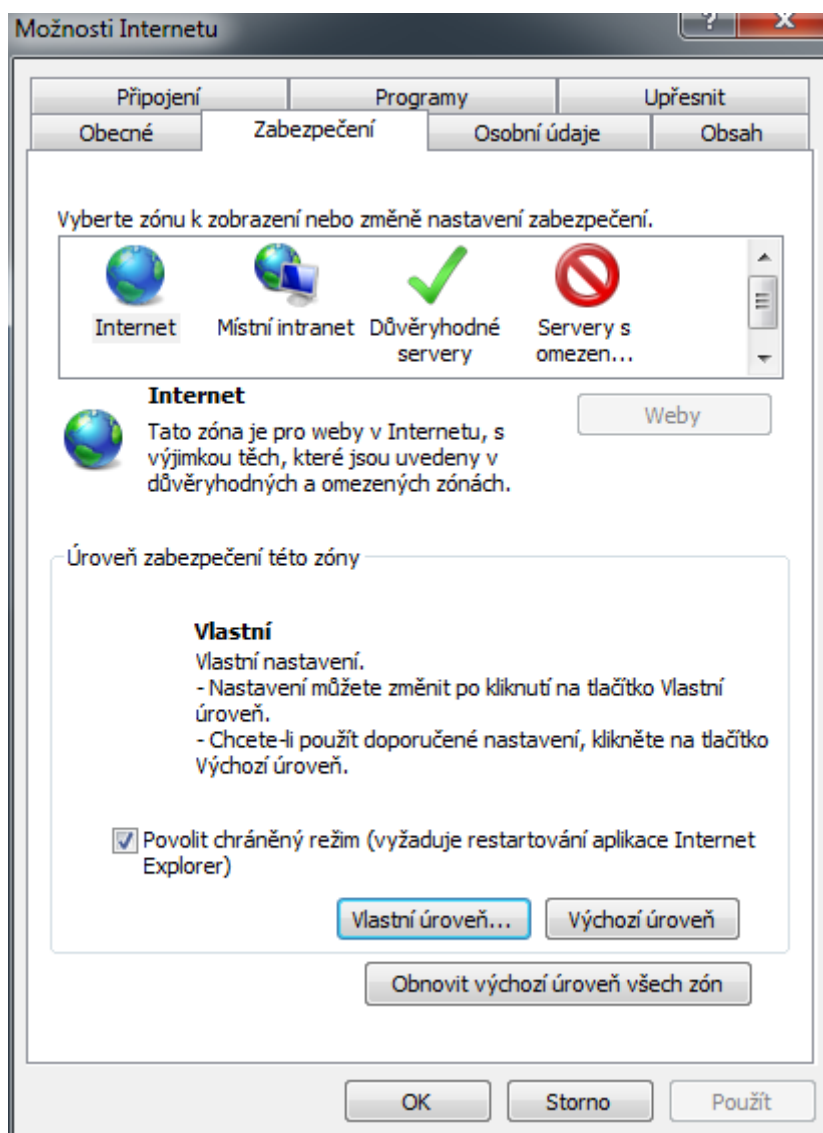 Možnosti Internetu
?
X
Připojení
Programy
Upřesnit
Obecné
Zabezpečení
Osobní údaje
Obsah
Vyberte zónu k zobrazení nebo změně nastavení zabezpečení.
Internet
Místní intranet
Důvěryhodné
servery
Servery s
omezen...
Internet
Weby
Tato zóna je pro weby v Internetu, s
výjimkou těch, které jsou uvedeny v
důvěryhodných a omezených zónách.
Úroveň zabezpečení této zóny
Vlastní
Vlastní nastavení.
- Nastavení můžete změnit po kliknutí na tlačítko Vlastní
úroveň.
- Chcete-li použít doporučené nastavení, klikněte na tlačítko
Výchozí úroveň.
Povolit chráněný režim (vyžaduje restartování aplikace Internet
Explorer)
Vlastní úroveň...
Výchozí úroveň
Obnovit výchozí úroveň všech zón
OK
Storno
Použít